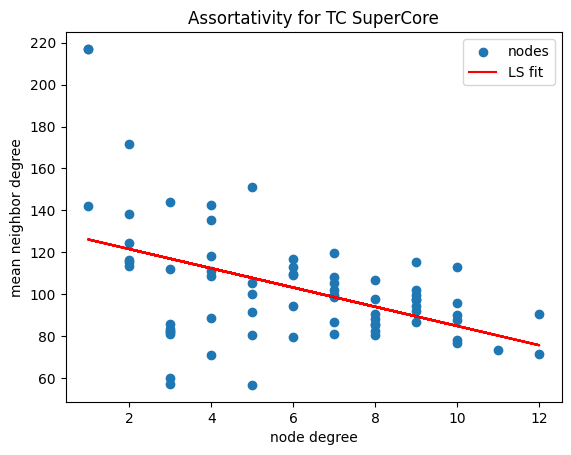 Assortativity for TC SuperCore
nodes
LS fit
mean neighbor degree
220
200
180
160
140
120
100
80
60
2 4 6 8 10 12
node degree